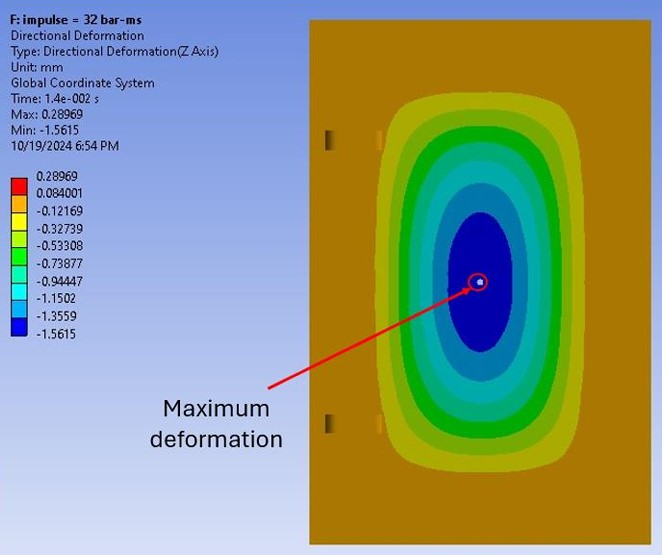 F: impulse = 32 bar-ms
Directional Deformation
Type: Directional Deformation(Z Axis)
Unit: mm
Global Coordinate System
Time: 1.4e-002 s
Max: 0.28969
Min: -1.5615
10/19/2024 6:54 PM
0.28969
0.084001
-0.12169
-0.32739
-0.53308
-0.73877
-0.94447
-1.1502
-1.3559
-1.5615
Maximum
deformation